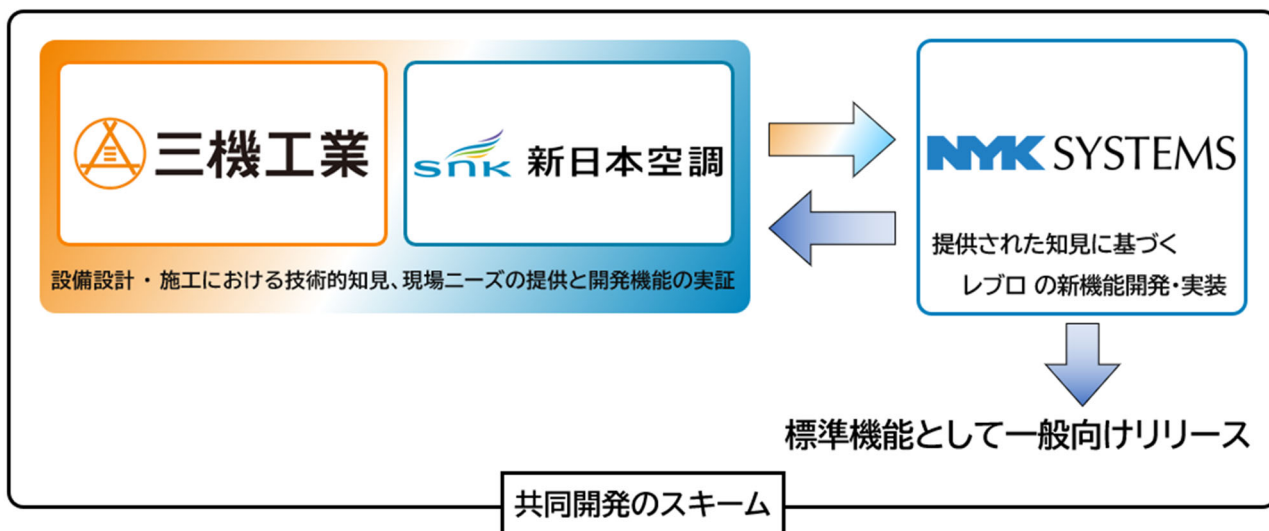 三機工業
snk 新日本空調
設備設計・施工における技術的知見、現場ニーズの提供と開発機能の実証
NYK SYSTEMS
提供された知見に基づく
レブロ の新機能開発・実装
標準機能として一般向けリリース
共同開発のスキーム